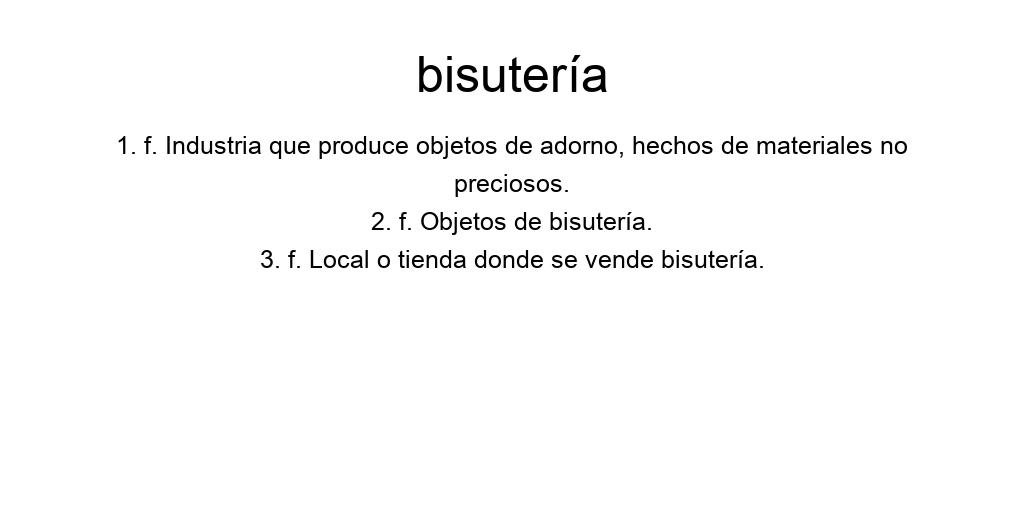 bisutería
1. f. Industria que produce objetos de adorno, hechos de materiales no
preciosos.
2. f. Objetos de bisutería.
3. f. Local o tienda donde se vende bisutería.